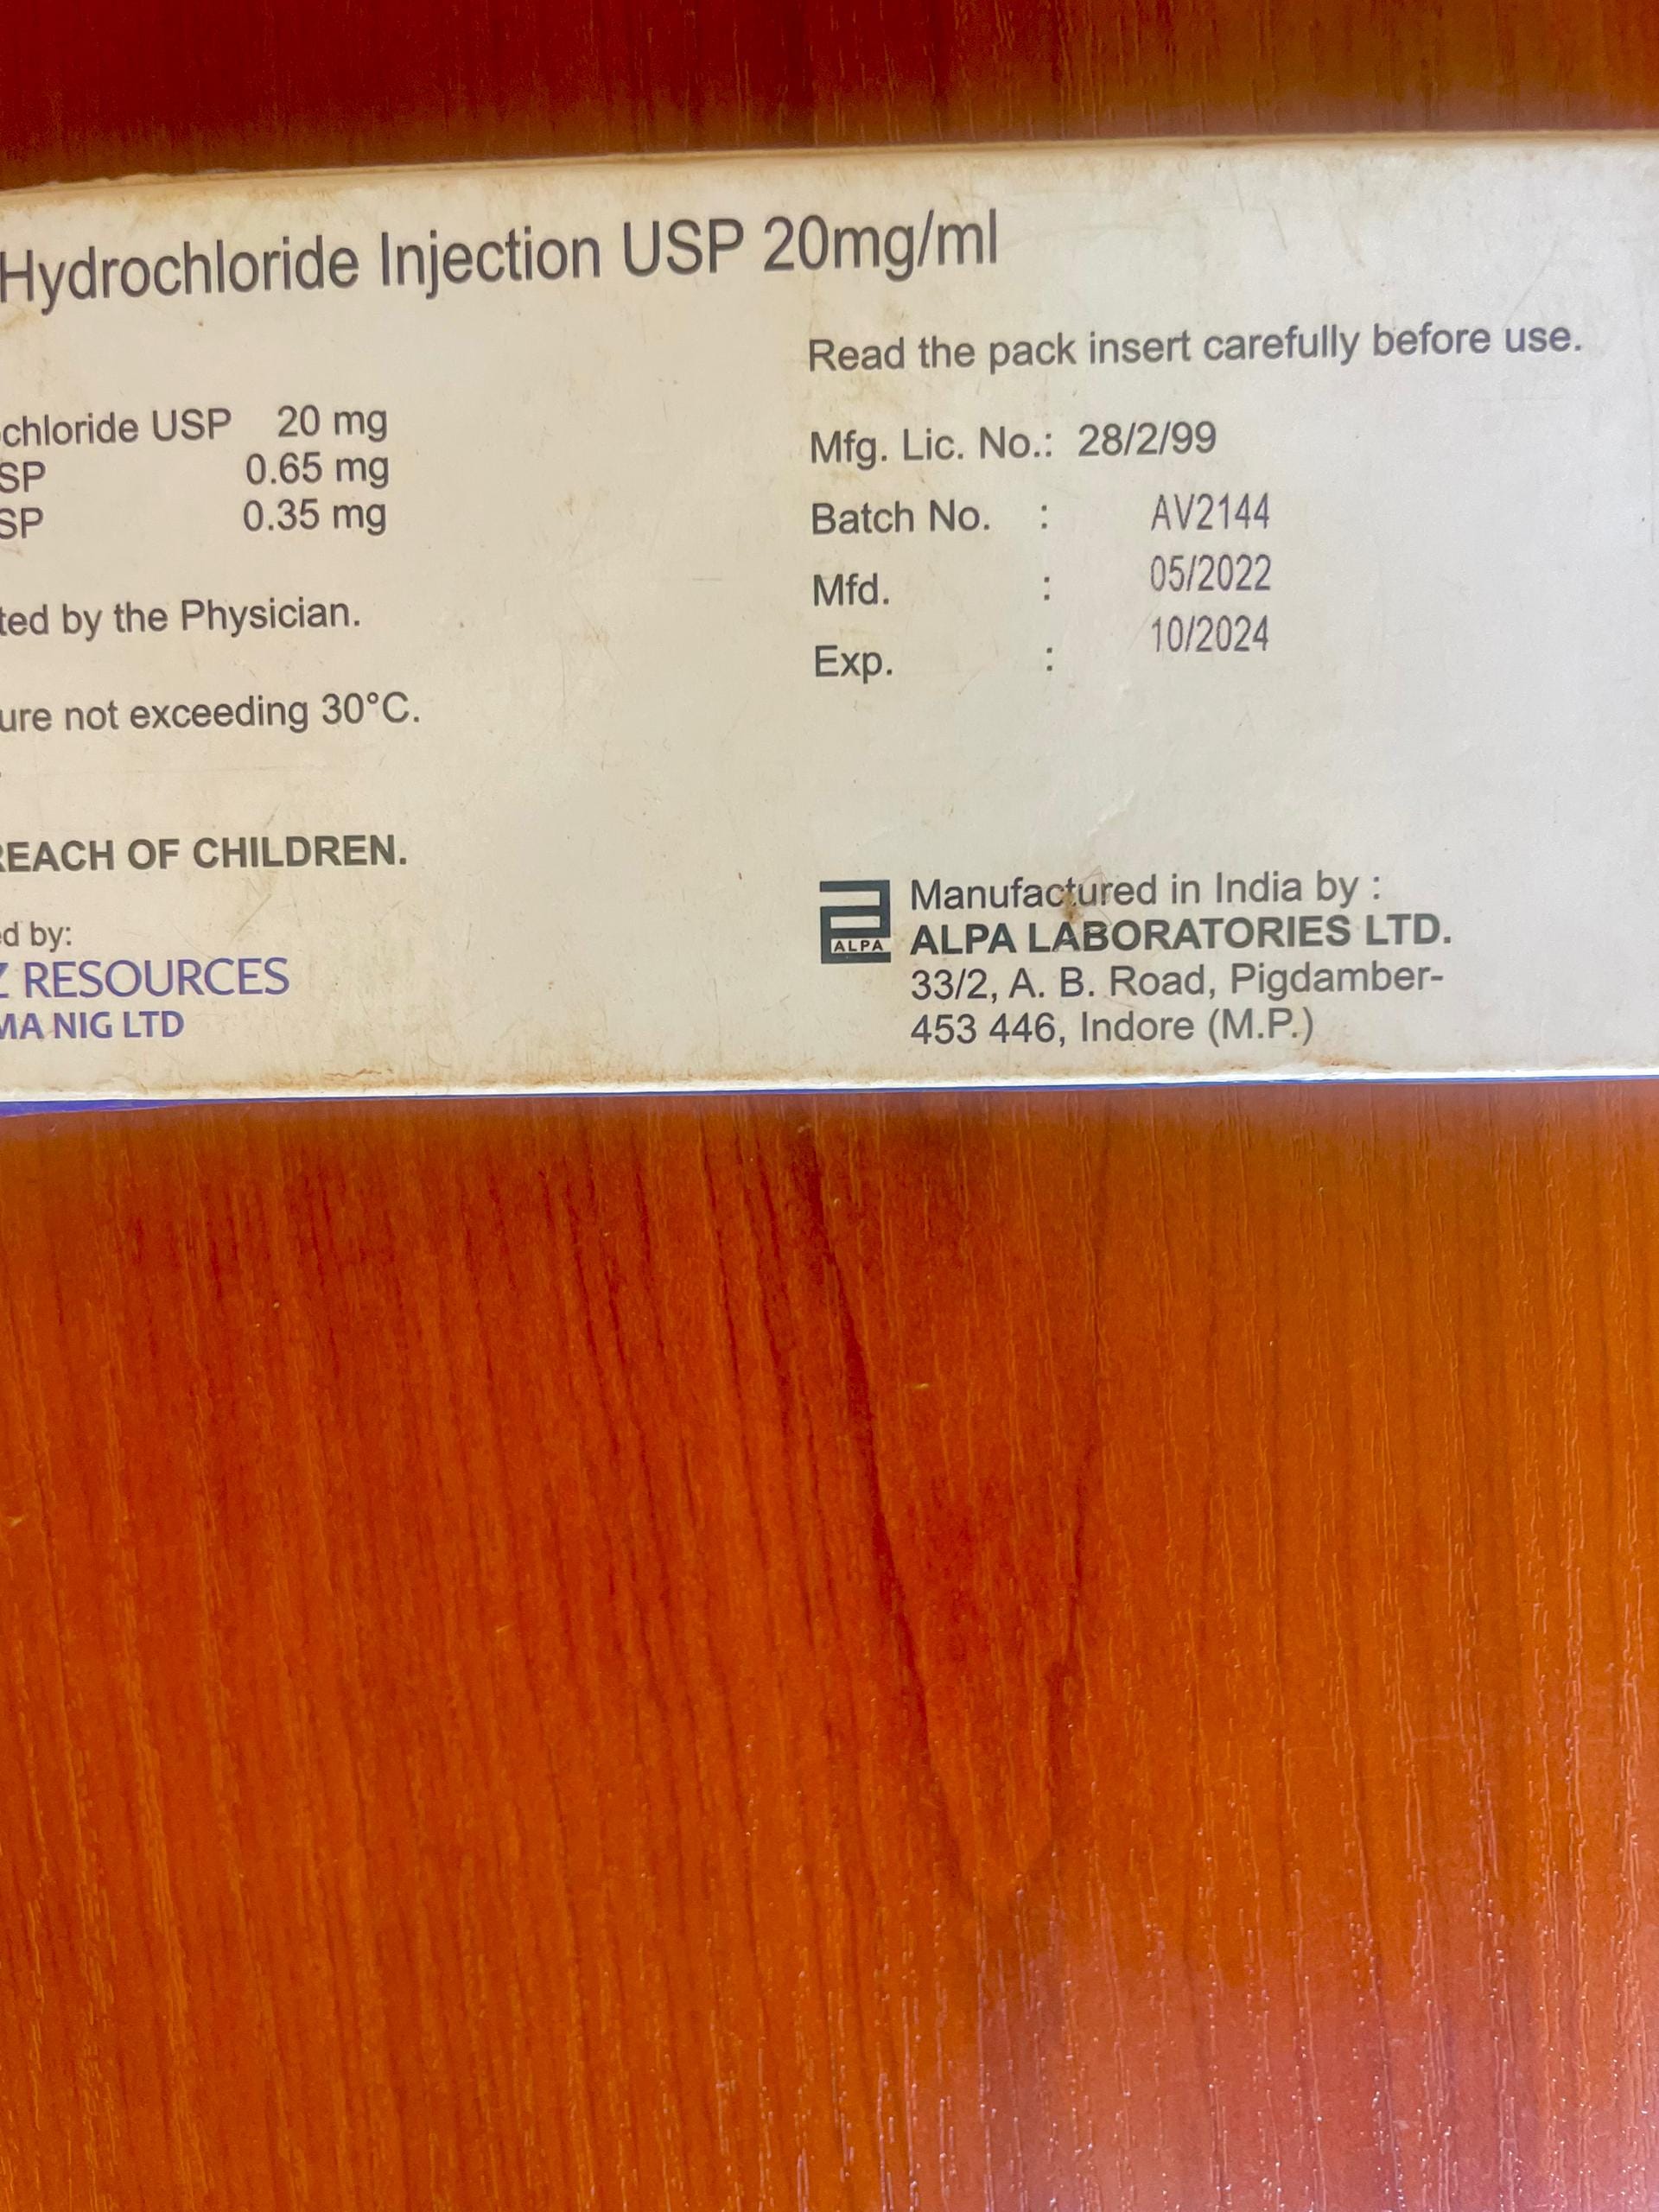 Hydrochloride Injection USP 20mg/ml
Read the pack insert carefully before use.
chloride USP 20 mg
SP 0.65 mg
SP 0.35 mg
ted by the Physician.
ure not exceeding 30°C.
REACH OF CHILDREN.
d by:
Z RESOURCES
MA NIG LTD
Mfg. Lic. No.: 28/2/99
Batch No. : AV2144
Mfd. : 05/2022
Exp. : 10/2024
ALPA
Manufactured in India by :
ALPA LABORATORIES LTD.
33/2, A. B. Road, Pigdamber-
453 446, Indore (M.P.)